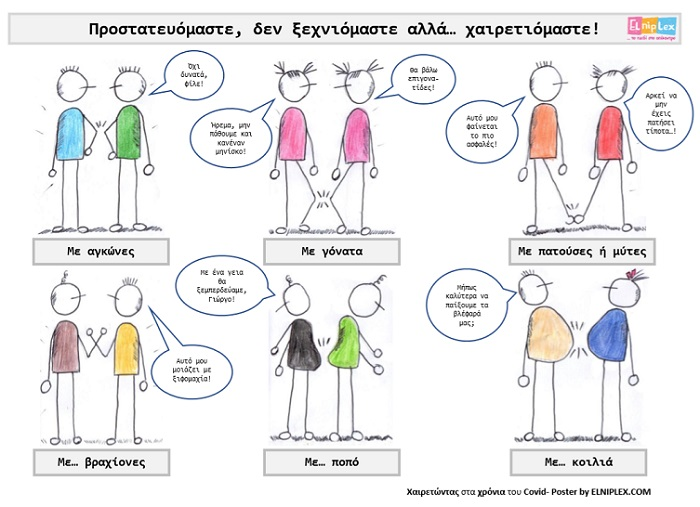 Προστατευόμαστε, δεν ξεχνιόμαστε αλλά… χαιρετιόμαστε!
ELnipLex
Όχι
δυνατά,
φίλε!
Ήρεμα, μην
πάθουμε και
κανέναν
μηνίσκο!
Θα βάλω
επιγονα-
τίδες!
Αυτό μου
φαίνεται
το πιο
ασφαλές!
Αρκεί να
μην
έχεις
πατήσει
τίποτα…!
Με αγκώνες
Με γόνατα
Με πατούσες ή μύτες
Αυτό μου
μοιάζει με
ξιφομαχία!
Με ένα γεια
θα
ξεμπερδεύαμε,
Γιώργο!
Μήπως
καλύτερα να
παίξουμε τα
βλέφαρά
μας;
Με… βραχίονες
Με… ποπό
Με… κοιλιά
Χαιρετώντας στα χρόνια του Covid- Poster by ELNIPLEX.COM